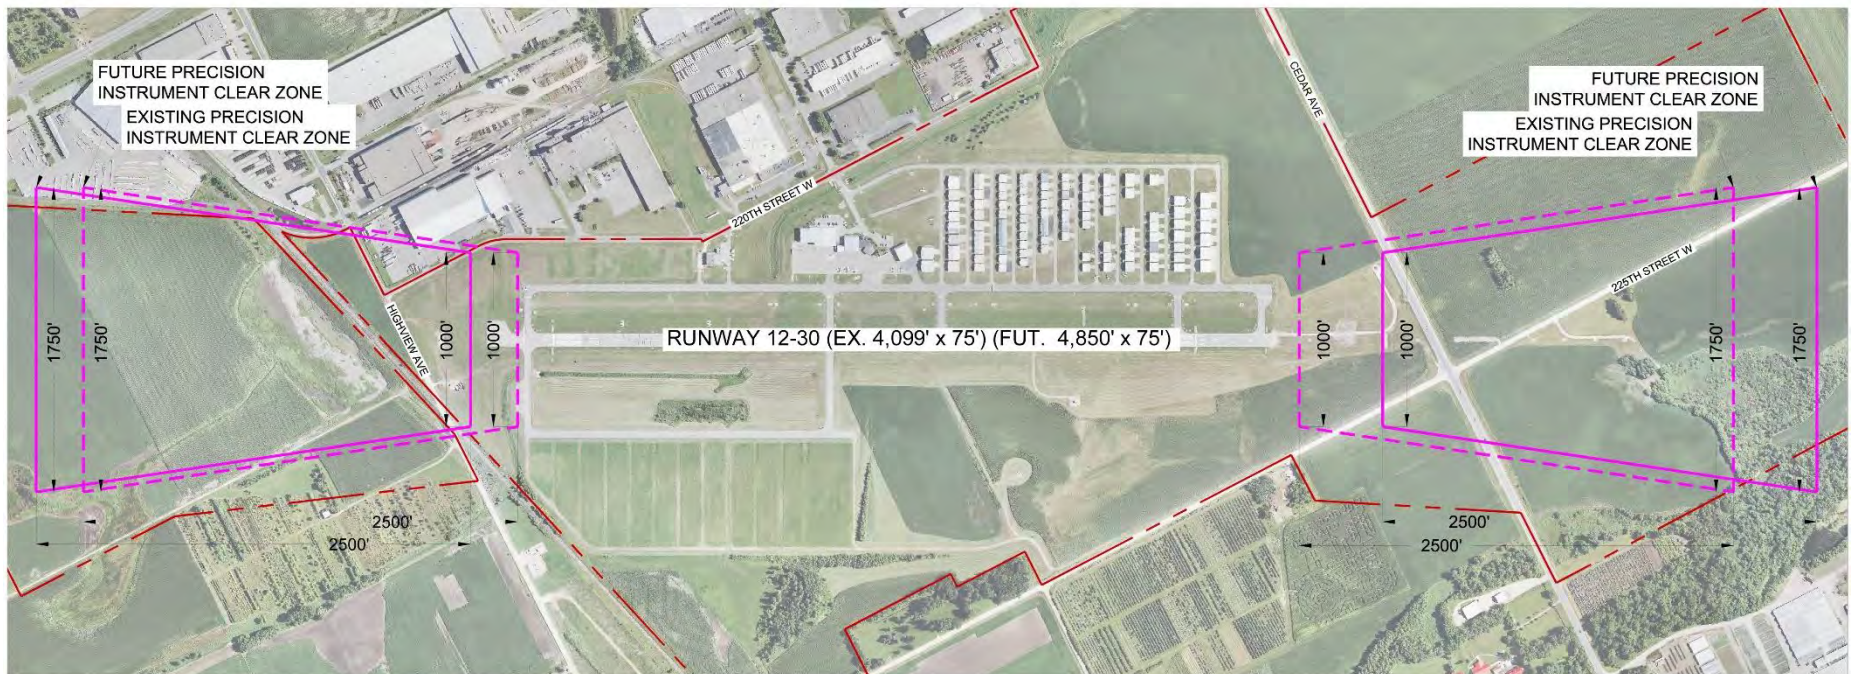 FUTURE PRECISION
INSTRUMENT CLEAR ZONE
EXISTING PRECISION
INSTRUMENT CLEAR ZONE
FUTURE PRECISION
INSTRUMENT CLEAR ZONE
EXISTING PRECISION
INSTRUMENT CLEAR ZONE
CEDAR AVE
220TH STREET W
225TH STREET W
HIGHVIEW AVE
1750'
1750'
1000'
1000'
RUNWAY 12-30 (EX. 4,099' x 75') (FUT. 4,850' x 75')
1000'
1000'
1750'
1750'
2500'
2500'
2500'
2500'